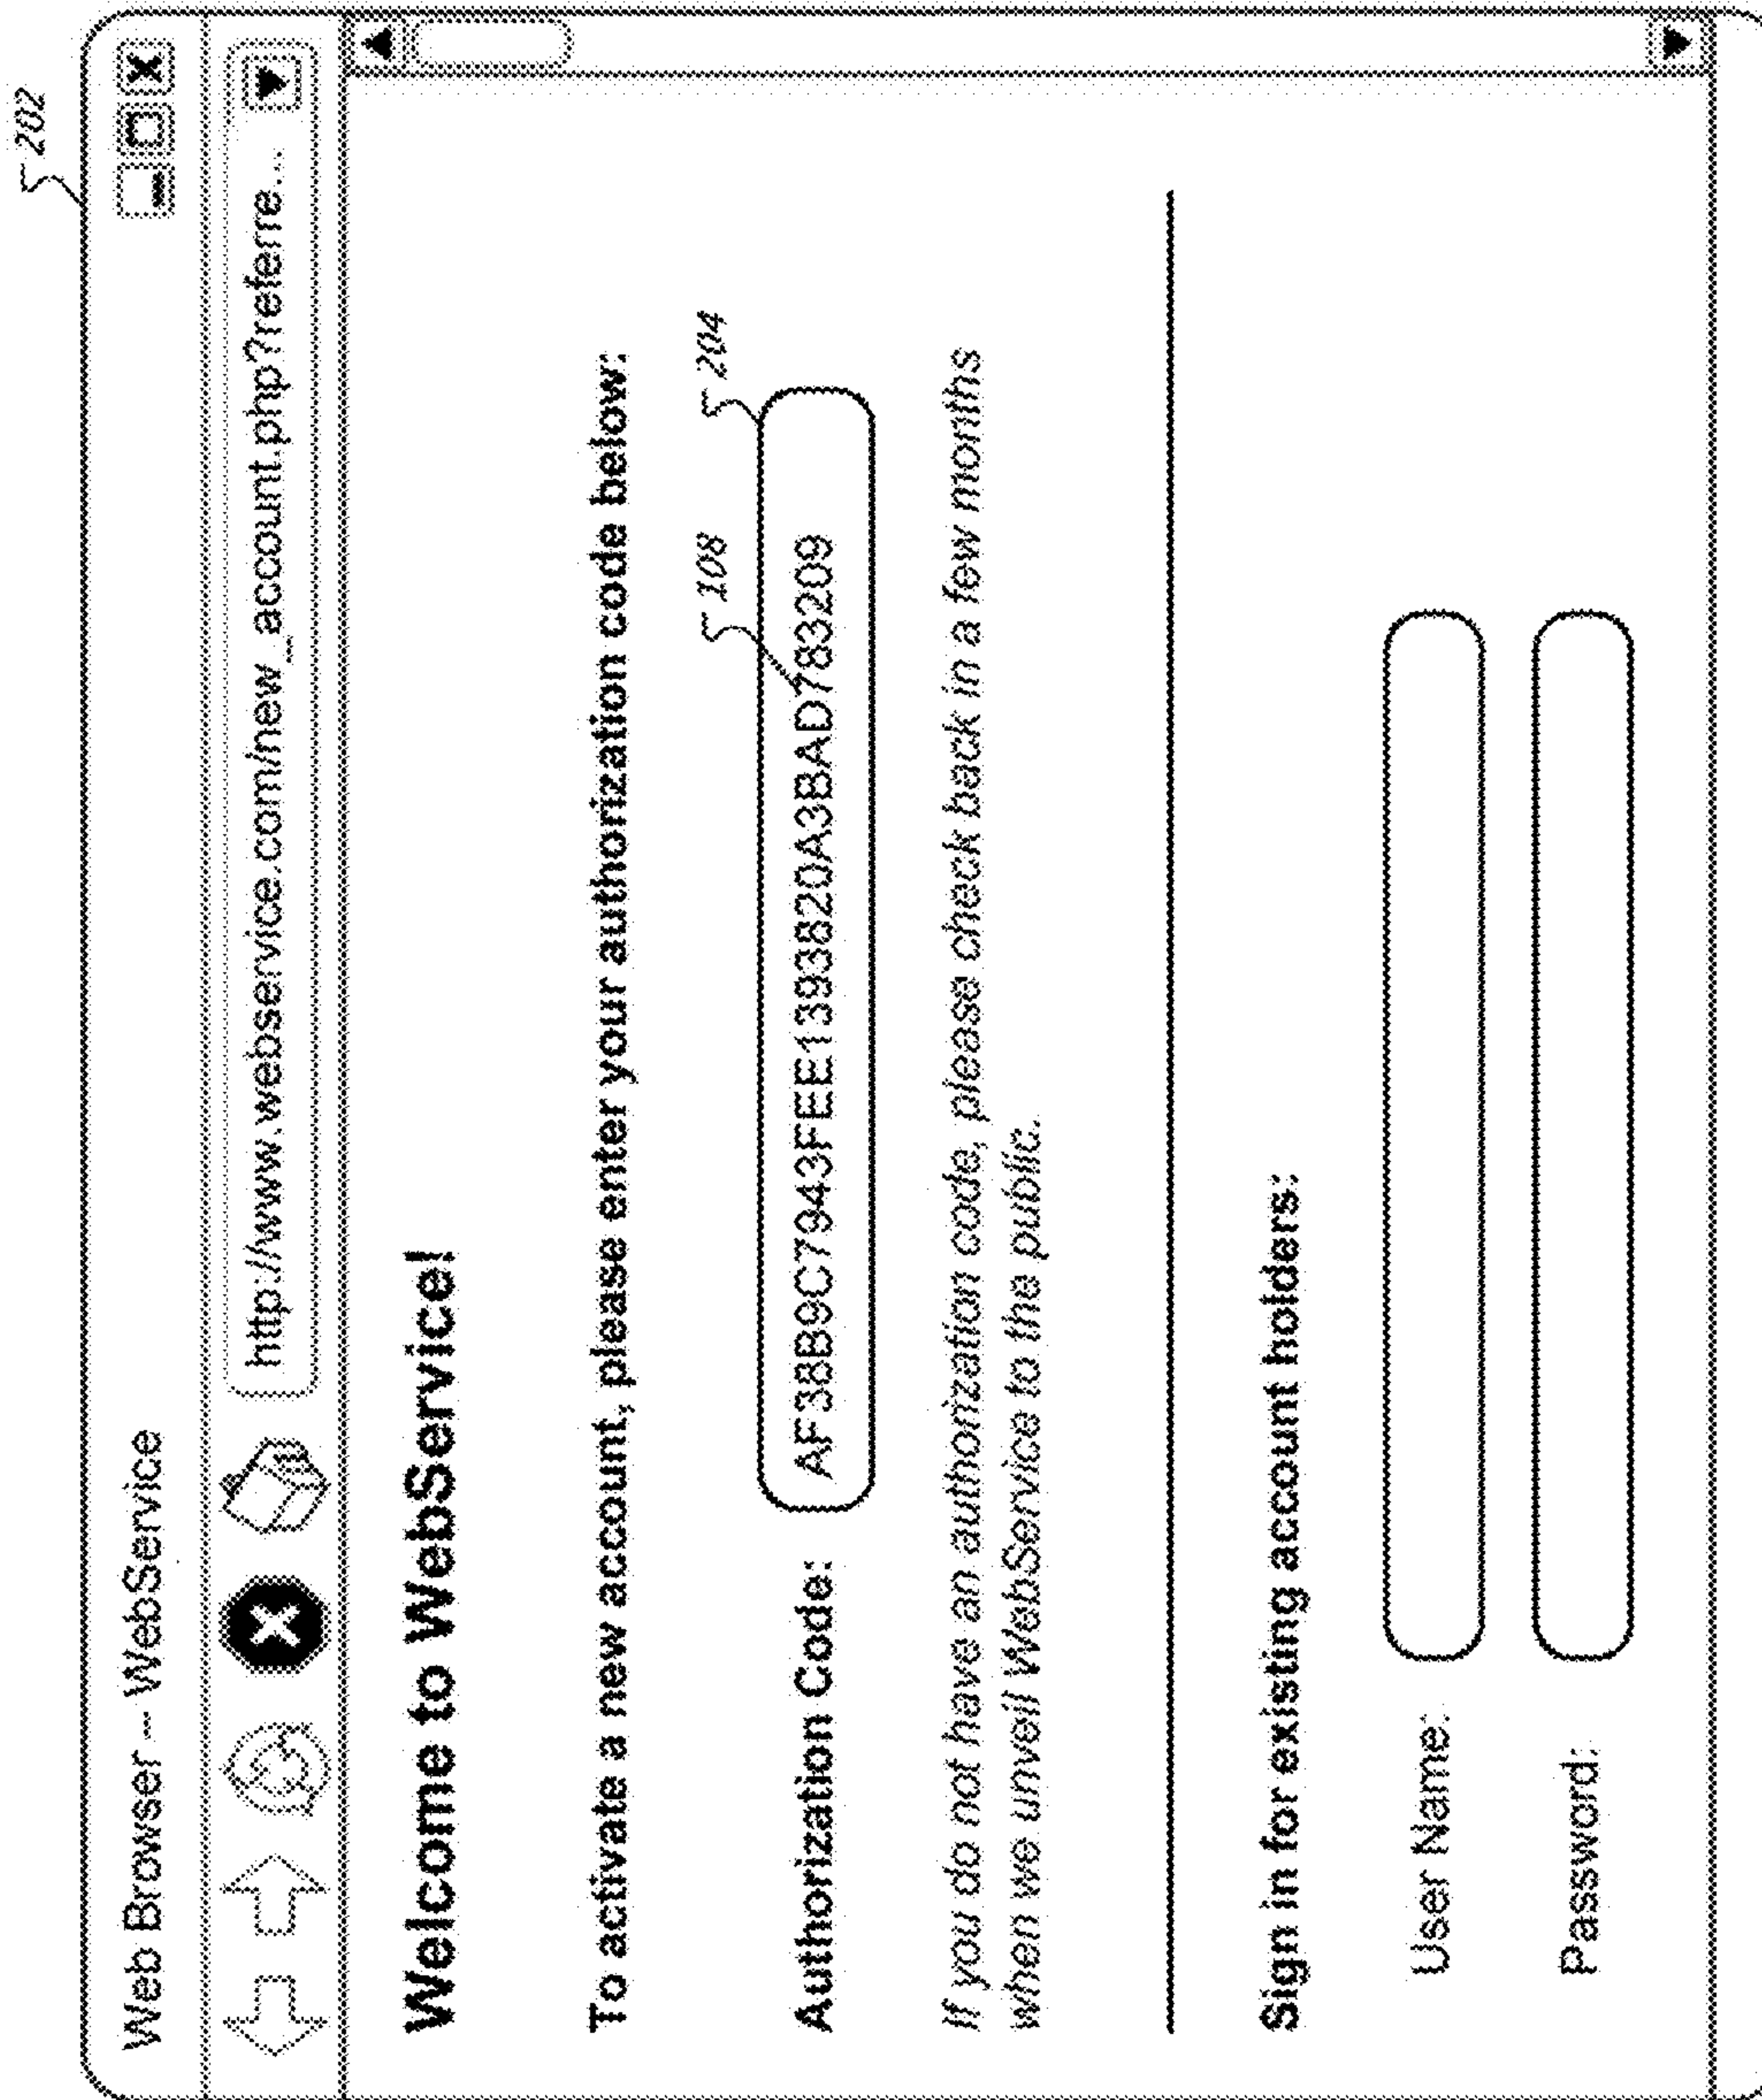 202
Web Browser -- WebService
http://www.webservice.com/new_account.php?referre...
Welcome to WebService!
To activate a new account, please enter your authorization code below:
108
204
Authorization Code: AF38B9C7943FEE1393820A3BAD783209
If you do not have an authorization code, please check back in a few months
when we unveil WebService to the public.
Sign in for existing account holders:
User Name:
Password: